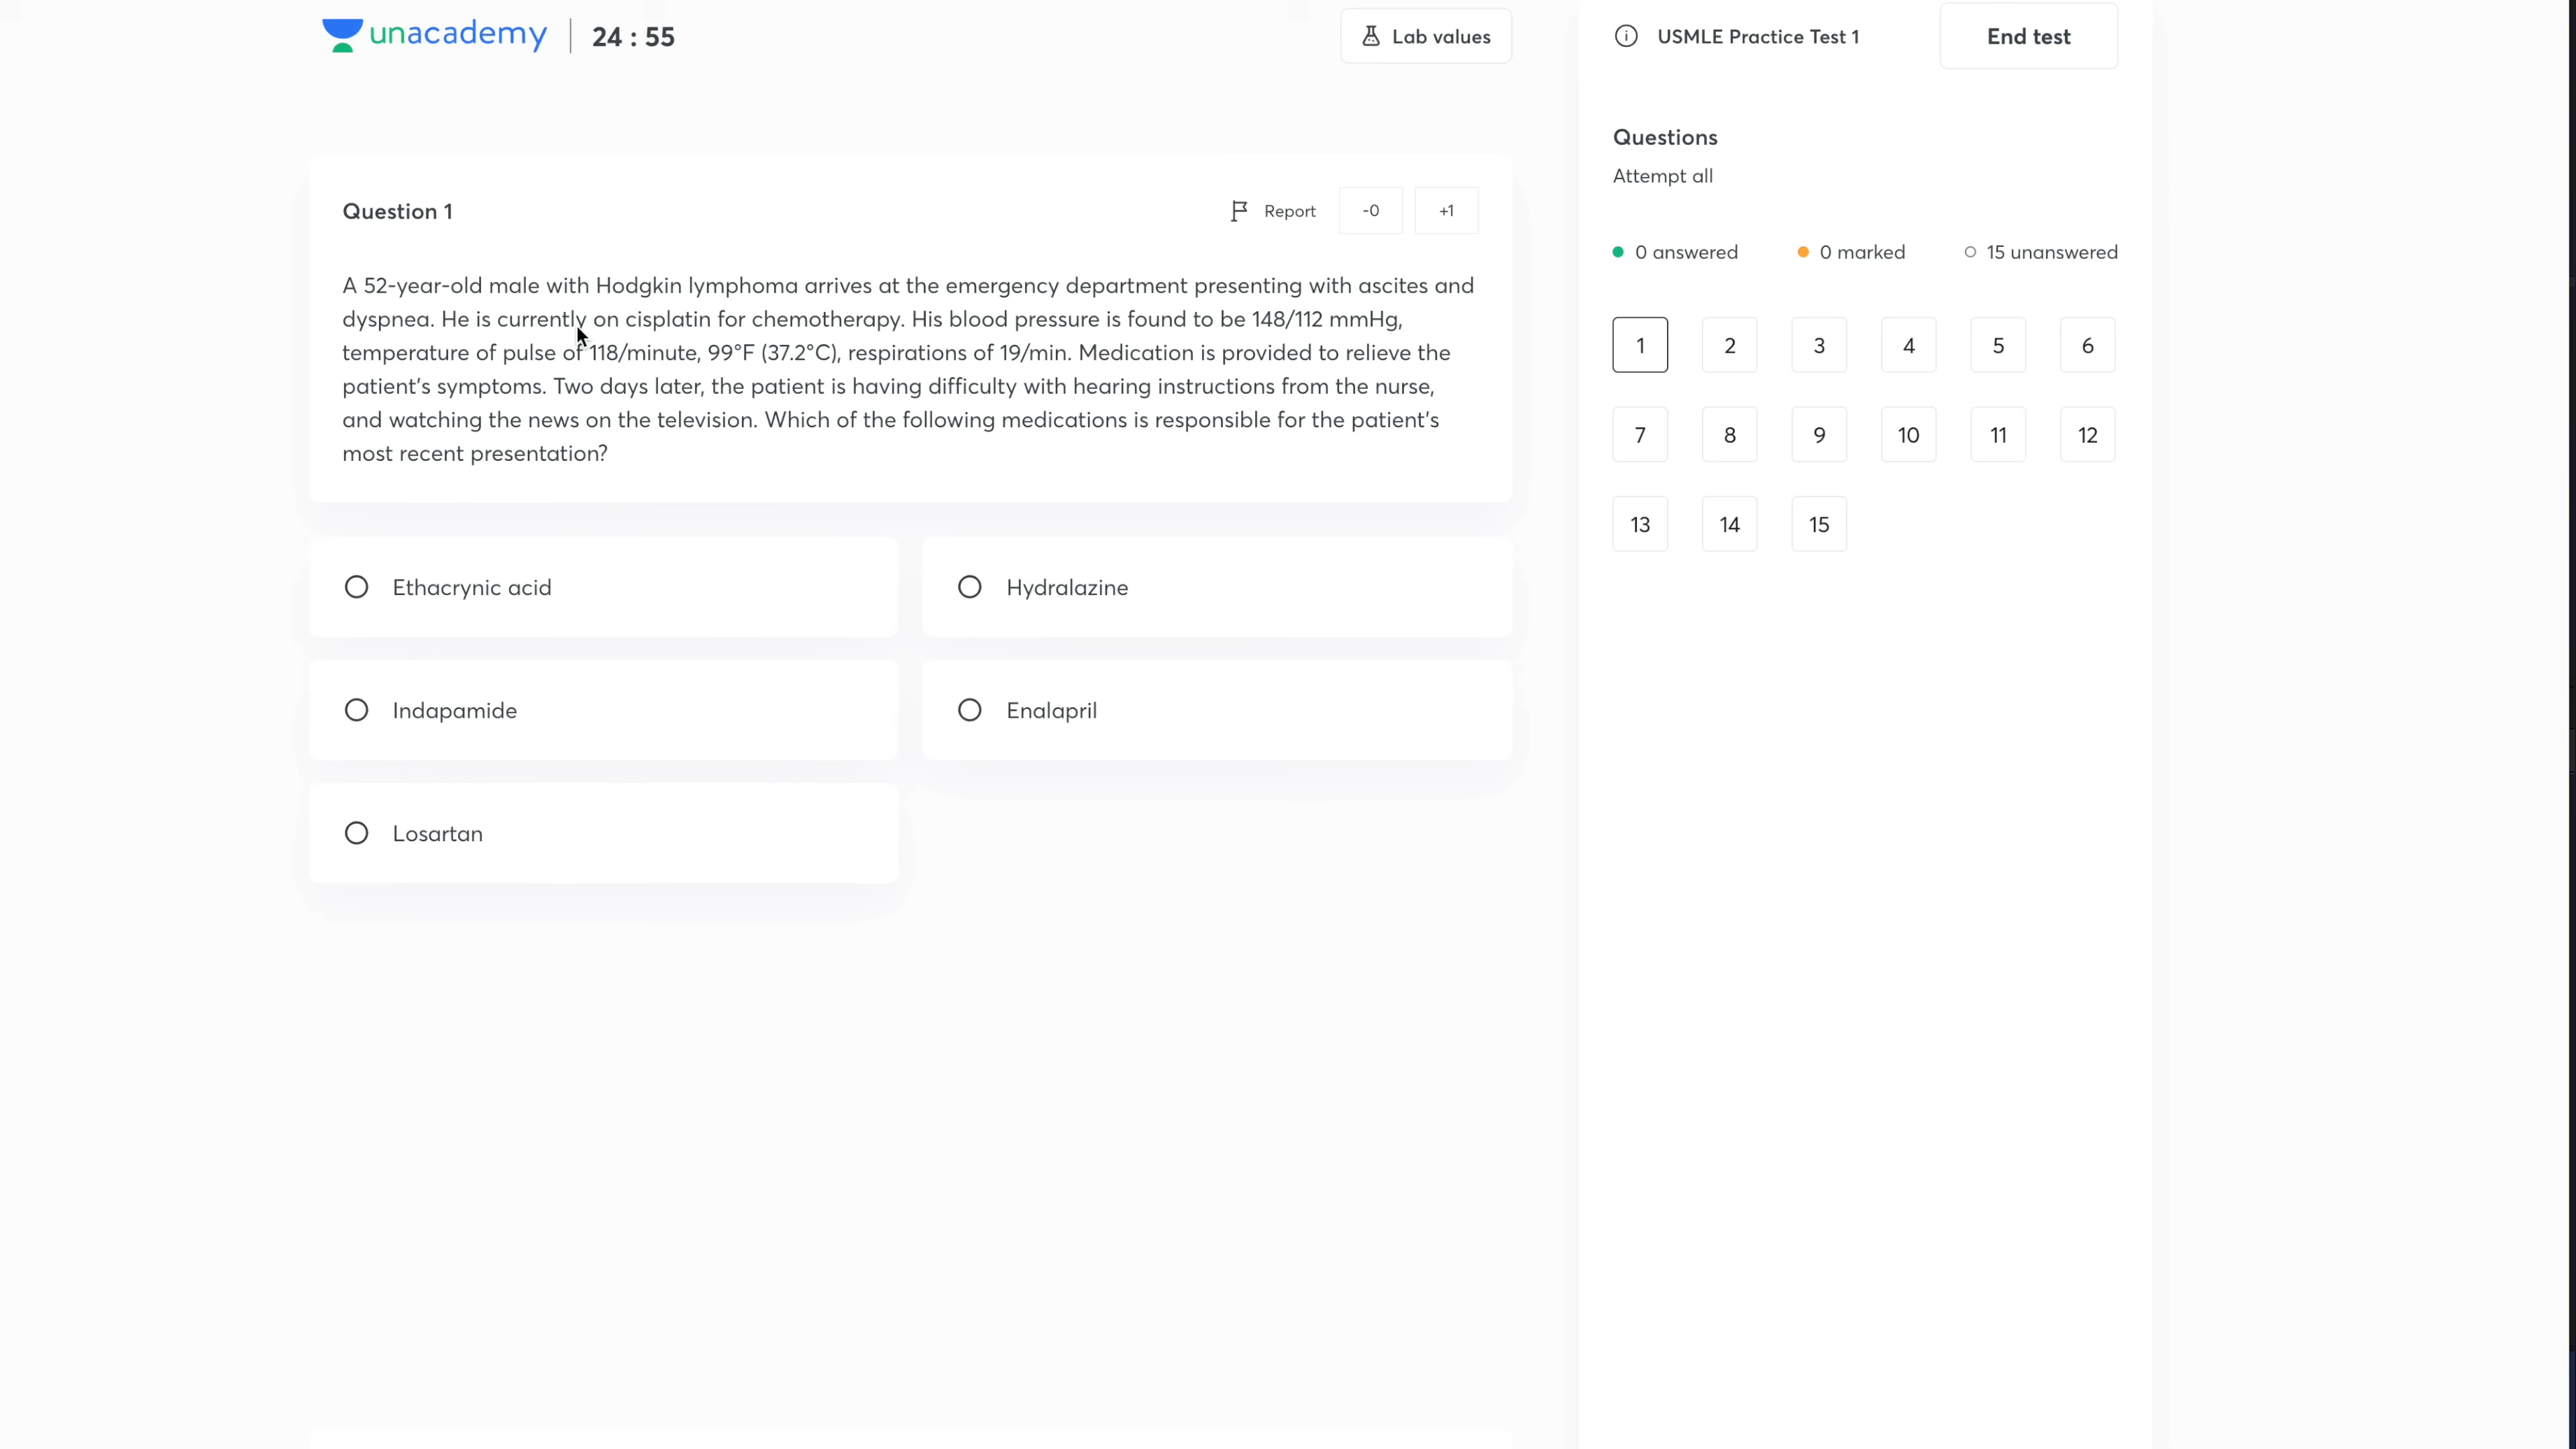 unacademy
24 : 55
Lab values
USMLE Practice Test 1
End test
Question 1
Report
-0
+1
A 52-year-old male with Hodgkin lymphoma arrives at the emergency department presenting with ascites and
dyspnea. He is currently on cisplatin for chemotherapy. His blood pressure is found to be 148/112 mmHg,
temperature of pulse of 118/minute, 99°F (37.2°C), respirations of 19/min. Medication is provided to relieve the
patient's symptoms. Two days later, the patient is having difficulty with hearing instructions from the nurse,
and watching the news on the television. Which of the following medications is responsible for the patient's
most recent presentation?
Ethacrynic acid
Hydralazine
Indapamide
Enalapril
Losartan
Questions
Attempt all
0 answered
0 marked
15 unanswered
1 2 3 4 5 6
7 8 9 10 11 12
13 14 15